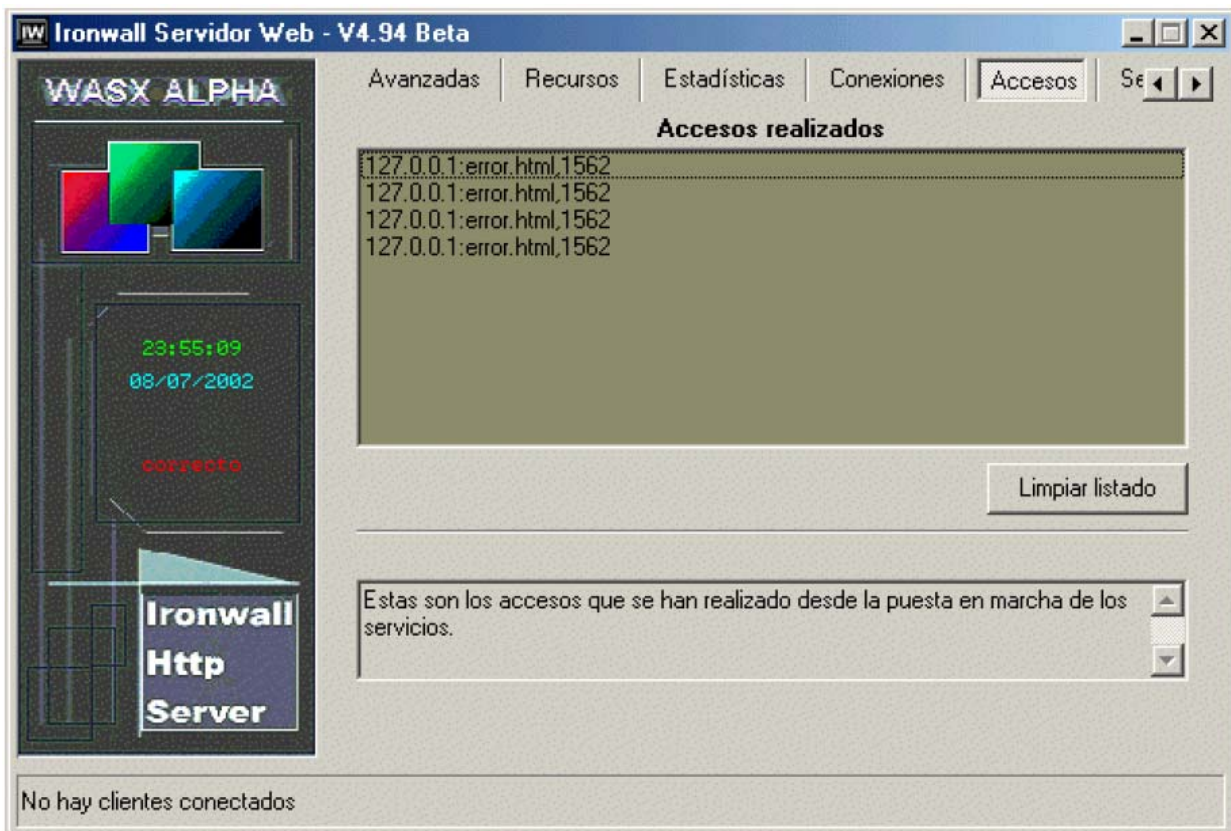 IW Ironwall Servidor Web - V4.94 Beta
WASX ALPHA
23:55:09
08/07/2002
correcto
Ironwall
Http
Server
Avanzadas Recursos Estadísticas Conexiones Accesos Se
Accesos realizados
127.0.0.1:error.html,1562
127.0.0.1:error.html,1562
127.0.0.1:error.html,1562
127.0.0.1:error.html,1562
Limpiar listado
Estas son los accesos que se han realizado desde la puesta en marcha de los
servicios.
No hay clientes conectados